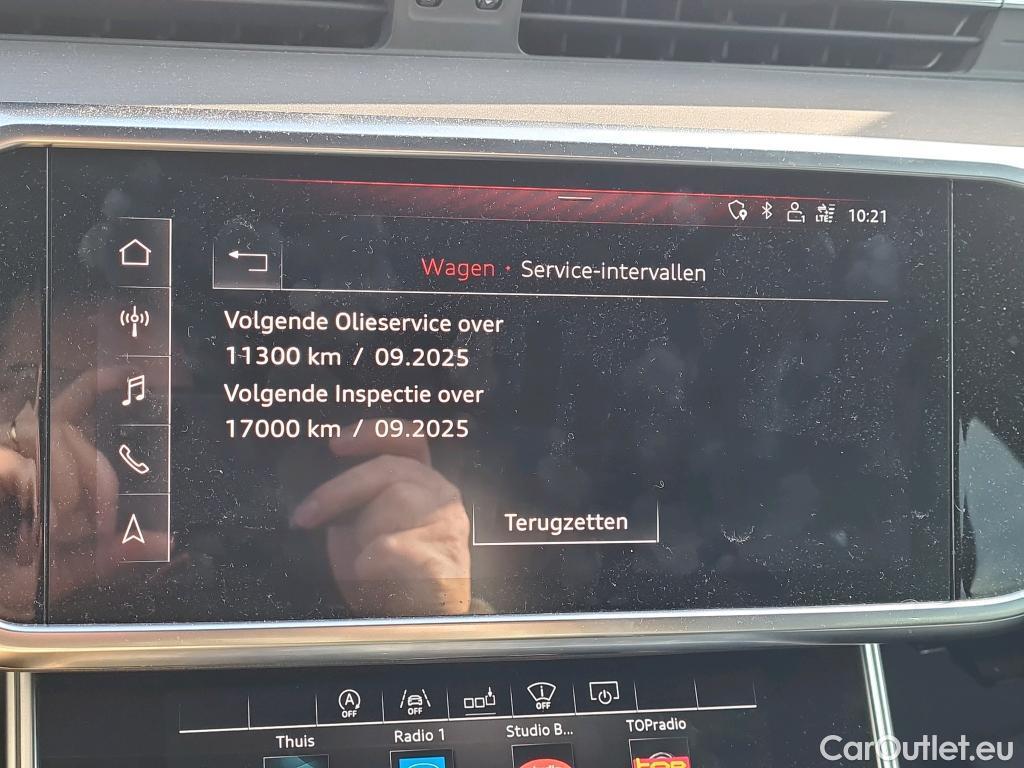 LTE
10:21
Wagen · Service-intervallen
Volgende Olieservice over
11300 km / 09.2025
Volgende Inspectie over
17000 km / 09.2025
Terugzetten
A
OFF
OFF
OFF
Thuis
Radio 1
Studio B...
TOPradio
CarOutlet.eu